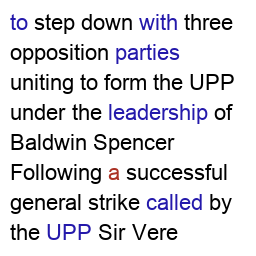 to step down with three
opposition parties
uniting to form the UPP
under the leadership of
Baldwin Spencer
Following a successful
general strike called by
the UPP Sir Vere